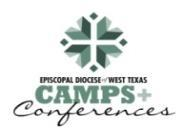 EPISCOPAL DIOCESE of WEST TEXAS
CAMPS+
Conferences